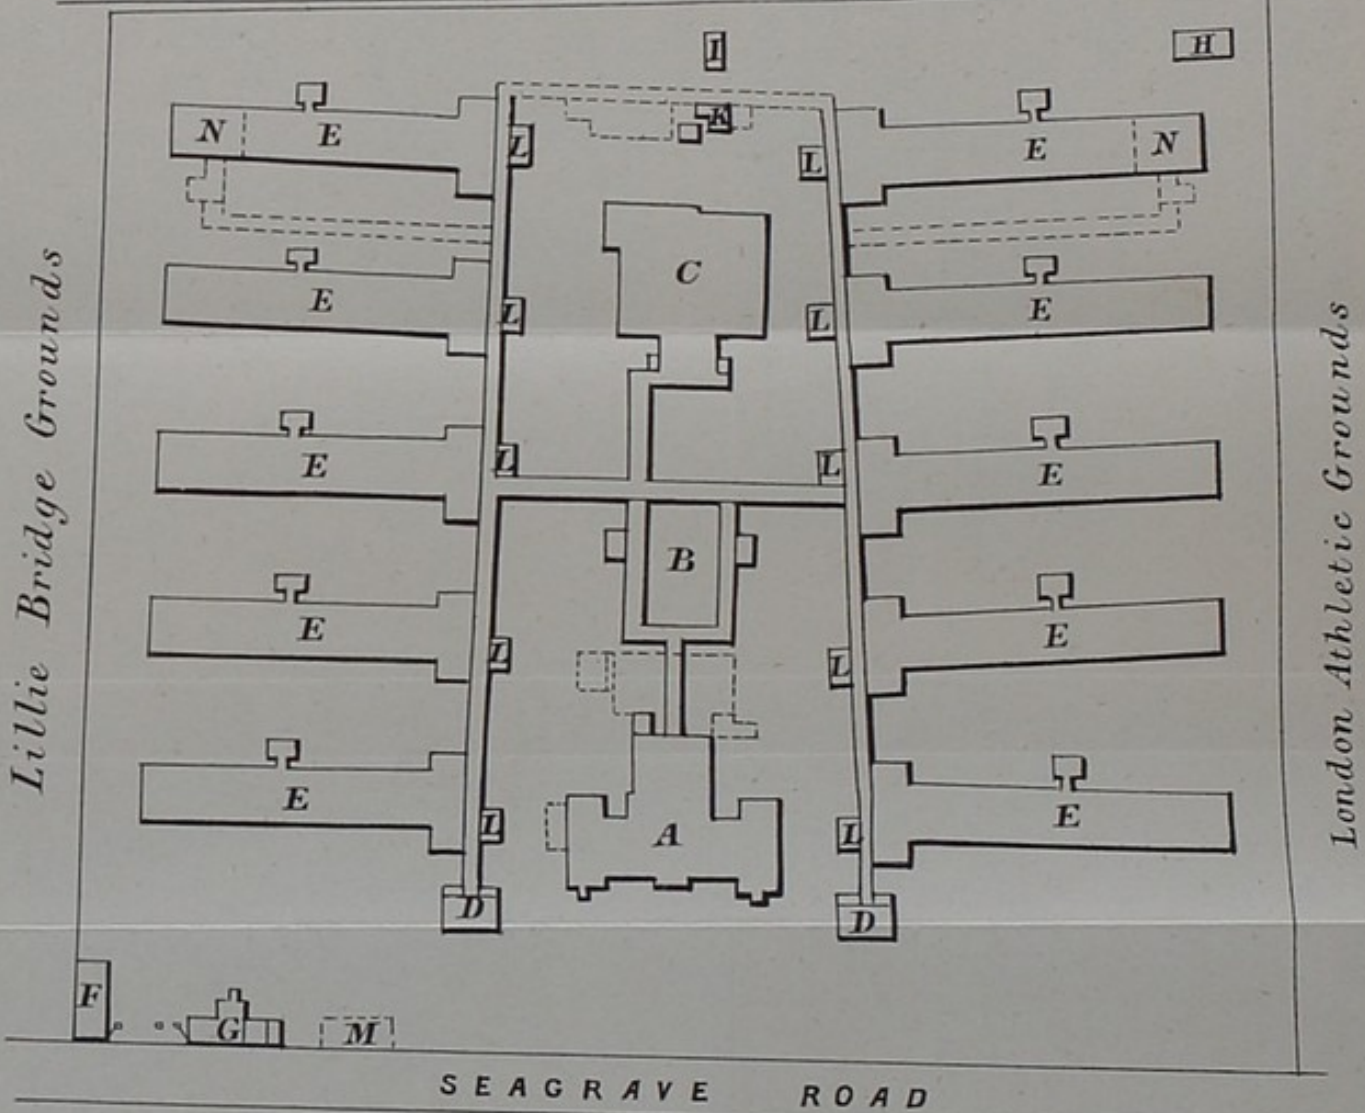 I
H
N E
K
L
L
E N
E
C
E
L
L
E
L
L
E
B
E
L
L
E
E
L
A
L
E
D
D
F
G
M
Lillie Bridge Grounds
London Athletic Grounds
SEAGRAVE ROAD